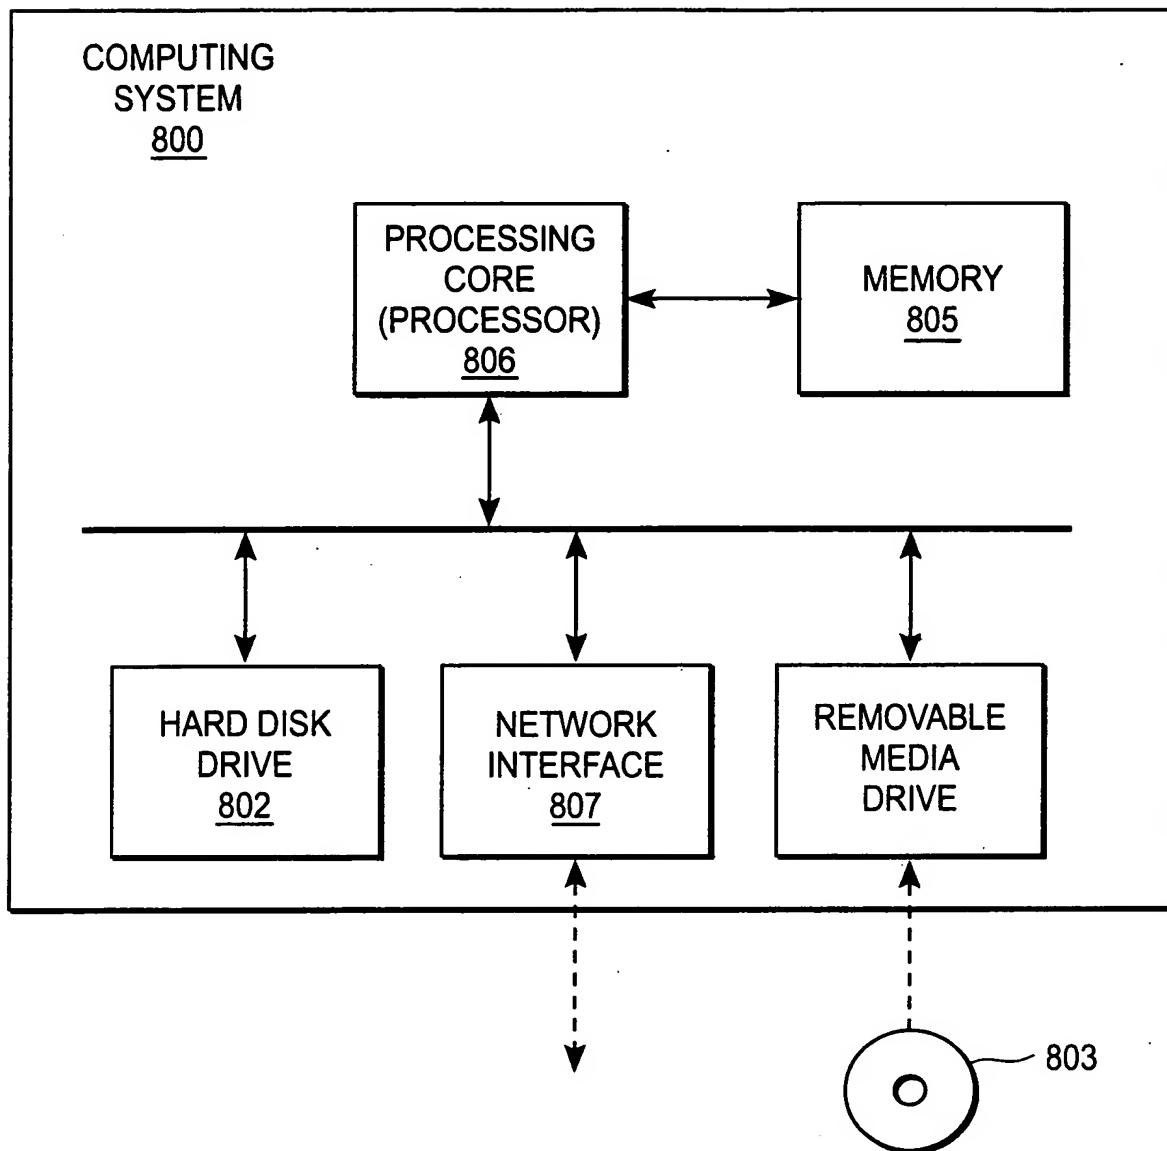 COMPUTING
SYSTEM
800
PROCESSING
CORE
(PROCESSOR)
806
MEMORY
805
HARD DISK
DRIVE
802
NETWORK
INTERFACE
807
REMOVABLE
MEDIA
DRIVE
803